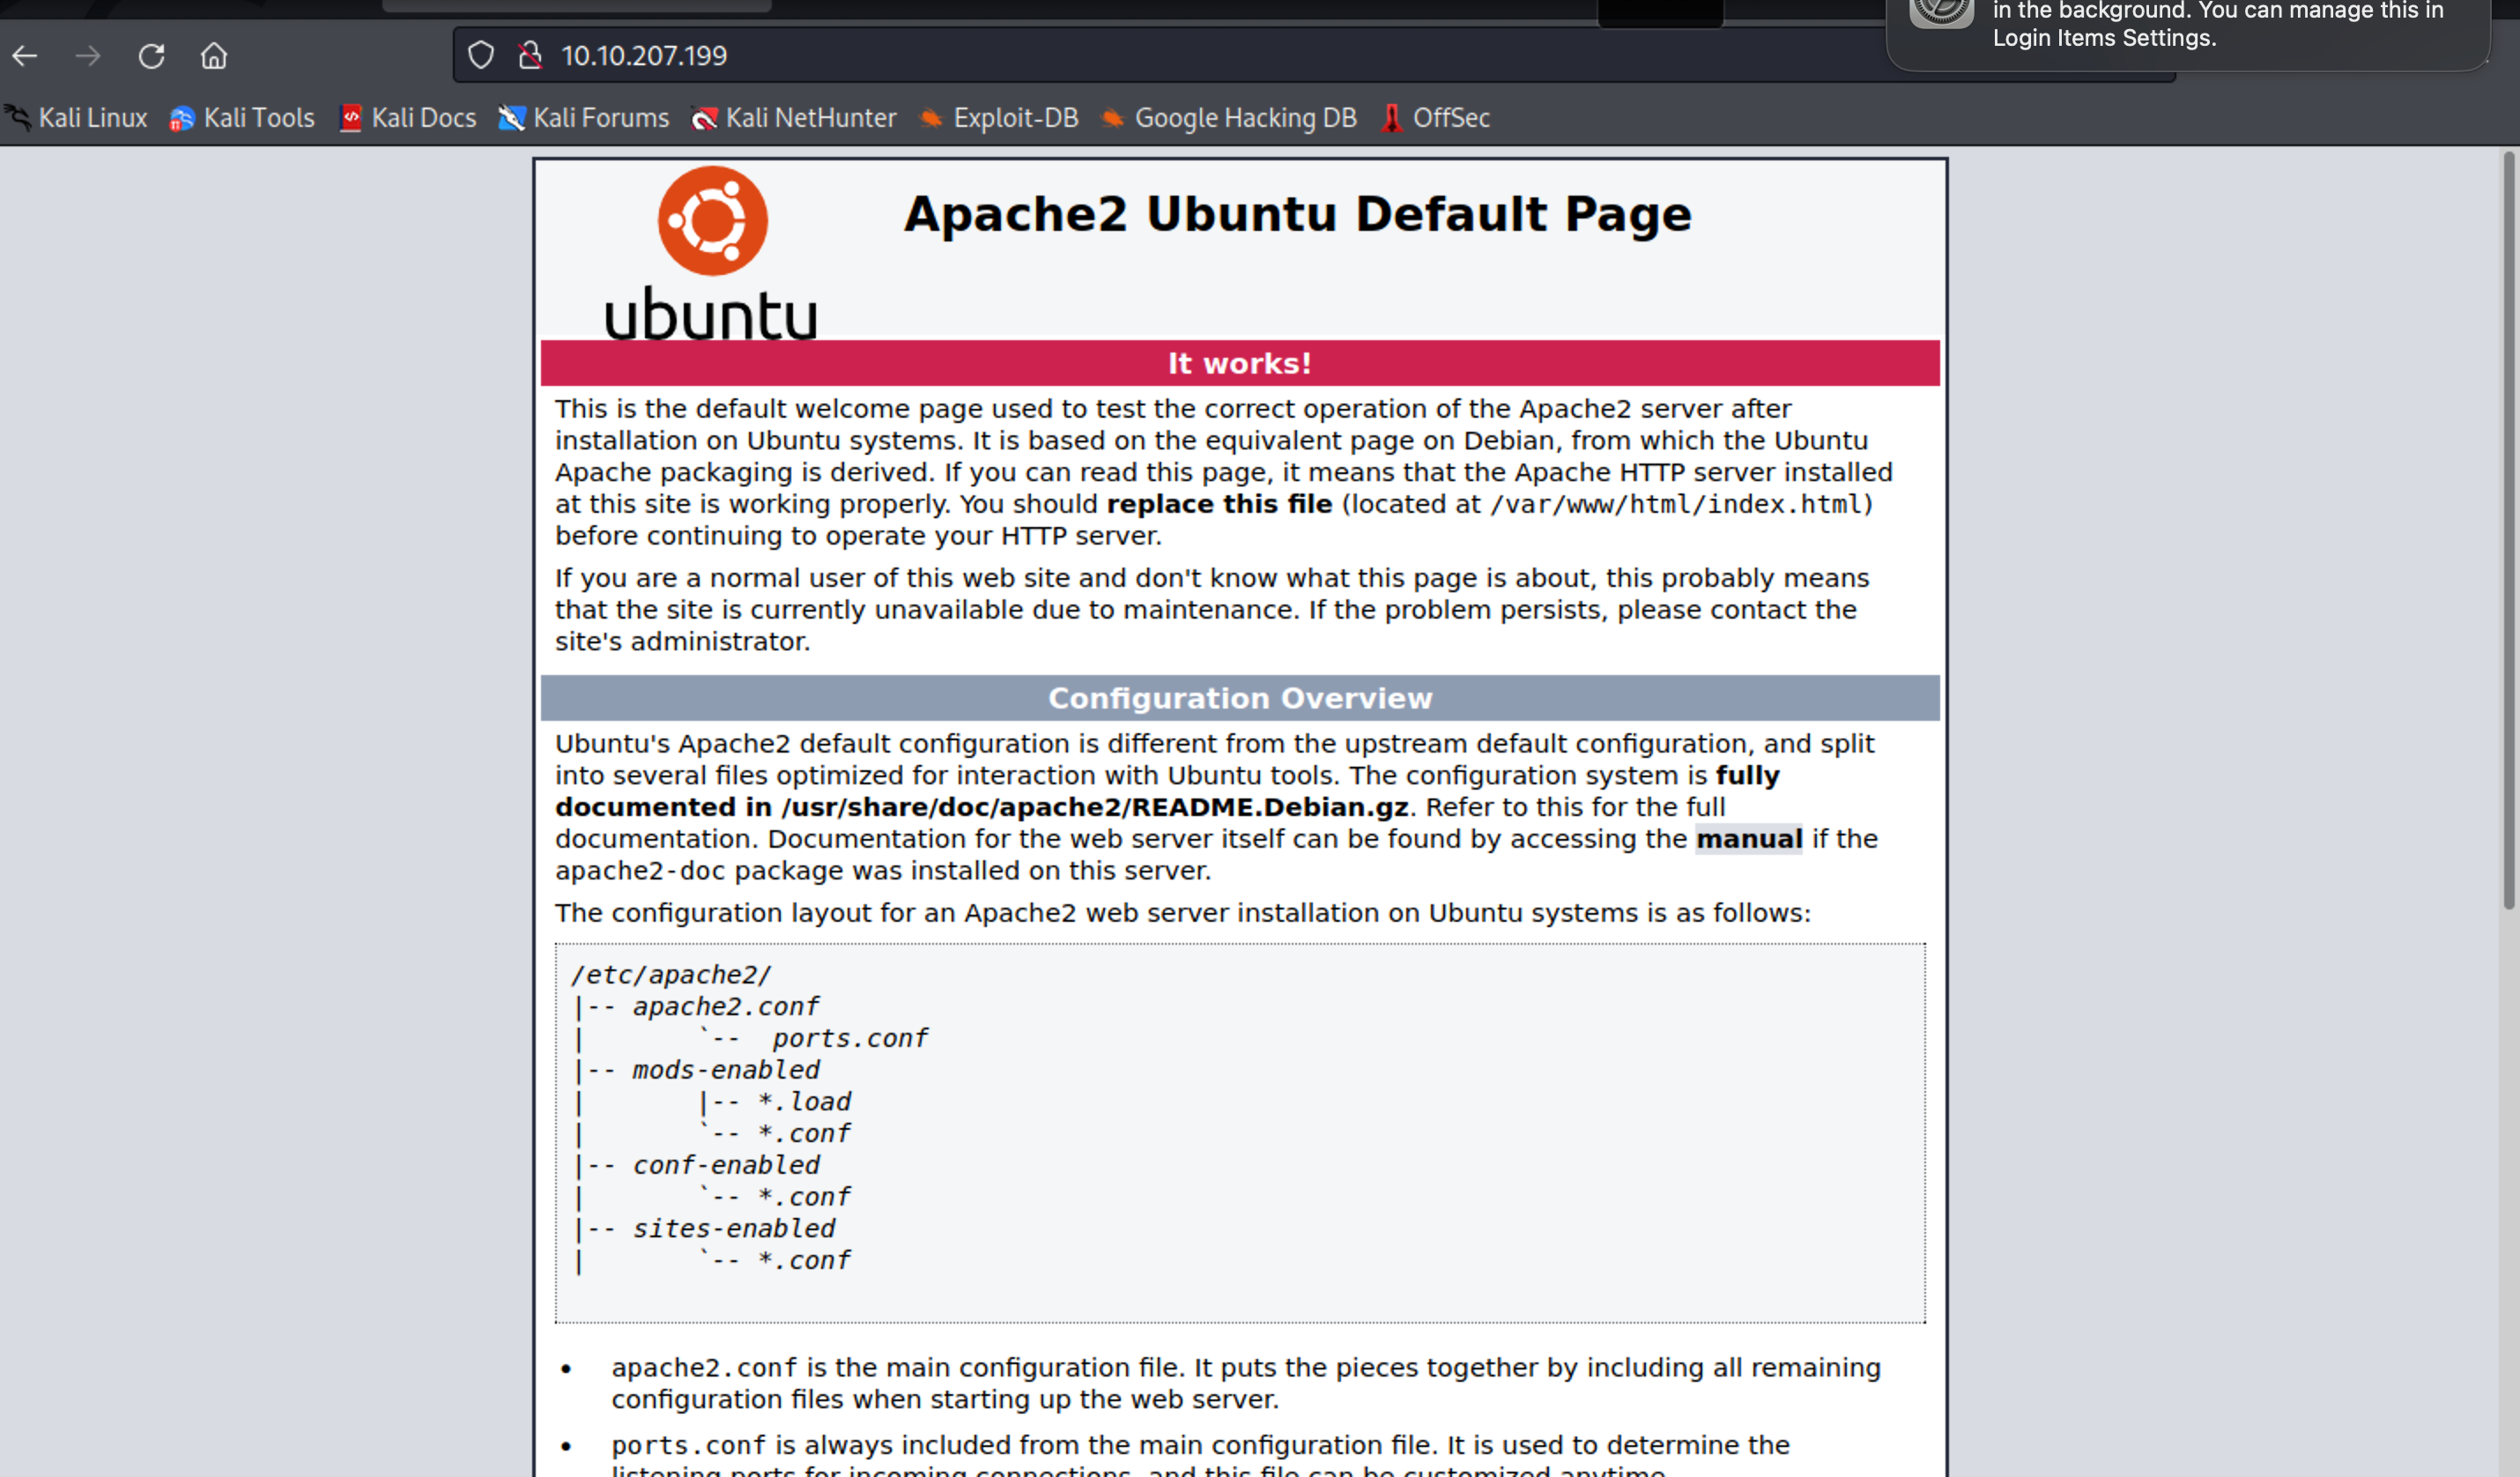 in the background. You can manage this in
Login Items Settings.
10.10.207.199
Kali Linux Kali Tools Kali Docs Kali Forums Kali NetHunter Exploit-DB Google Hacking DB OffSec
Apache2 Ubuntu Default Page
ubuntu
It works!
This is the default welcome page used to test the correct operation of the Apache2 server after
installation on Ubuntu systems. It is based on the equivalent page on Debian, from which the Ubuntu
Apache packaging is derived. If you can read this page, it means that the Apache HTTP server installed
at this site is working properly. You should replace this file (located at /var/www/html/index.html)
before continuing to operate your HTTP server.
If you are a normal user of this web site and don't know what this page is about, this probably means
that the site is currently unavailable due to maintenance. If the problem persists, please contact the
site's administrator.
Configuration Overview
Ubuntu's Apache2 default configuration is different from the upstream default configuration, and split
into several files optimized for interaction with Ubuntu tools. The configuration system is fully
documented in /usr/share/doc/apache2/README.Debian.gz. Refer to this for the full
documentation. Documentation for the web server itself can be found by accessing the manual if the
apache2-doc package was installed on this server.
The configuration layout for an Apache2 web server installation on Ubuntu systems is as follows:
/etc/apache2/
|-- apache2.conf
|       `--  ports.conf
|-- mods-enabled
|       |-- *.load
|       `-- *.conf
|-- conf-enabled
|       `-- *.conf
|-- sites-enabled
|       `-- *.conf
• apache2.conf is the main configuration file. It puts the pieces together by including all remaining
configuration files when starting up the web server.
• ports.conf is always included from the main configuration file. It is used to determine the
listening ports for incoming connections, and this file can be customized anytime.